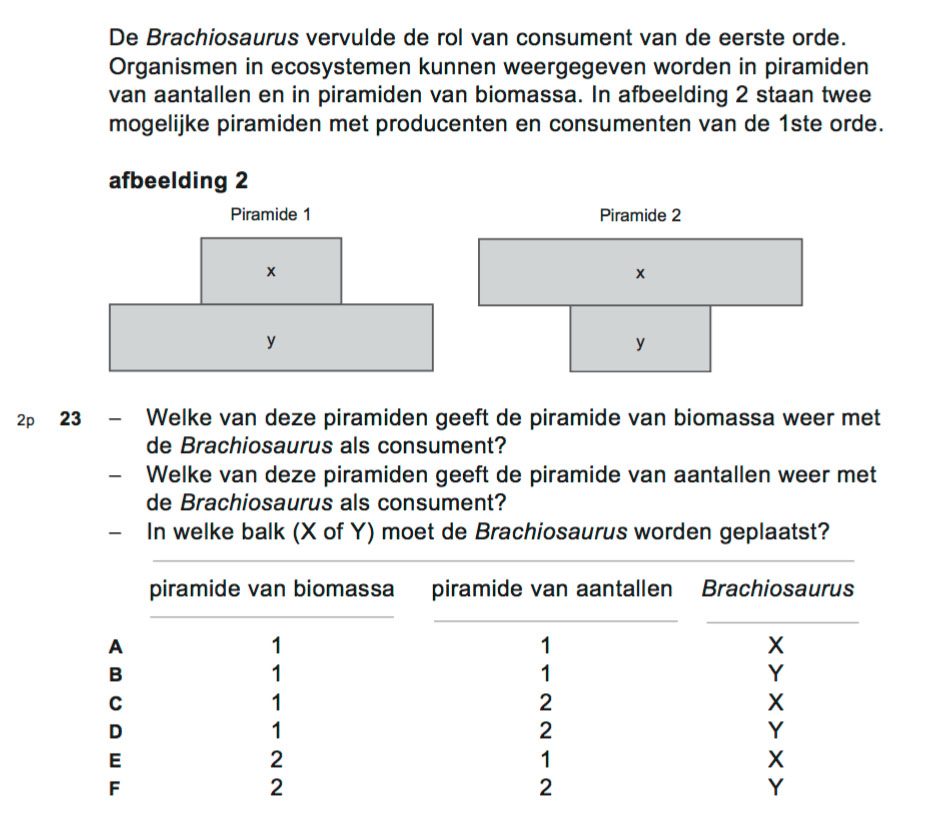 De Brachiosaurus vervulde de rol van consument van de eerste orde.
Organismen in ecosystemen kunnen weergegeven worden in piramiden
van aantallen en in piramiden van biomassa. In afbeelding 2 staan twee
mogelijke piramiden met producenten en consumenten van de 1ste orde.
afbeelding 2
Piramide 1
x
y
Piramide 2
x
y
2p 23 – Welke van deze piramiden geeft de piramide van biomassa weer met
de Brachiosaurus als consument?
– Welke van deze piramiden geeft de piramide van aantallen weer met
de Brachiosaurus als consument?
– In welke balk (X of Y) moet de Brachiosaurus worden geplaatst?
piramide van biomassa piramide van aantallen Brachiosaurus
A 1 1 X
B 1 1 Y
C 1 2 X
D 1 2 Y
E 2 1 X
F 2 2 Y